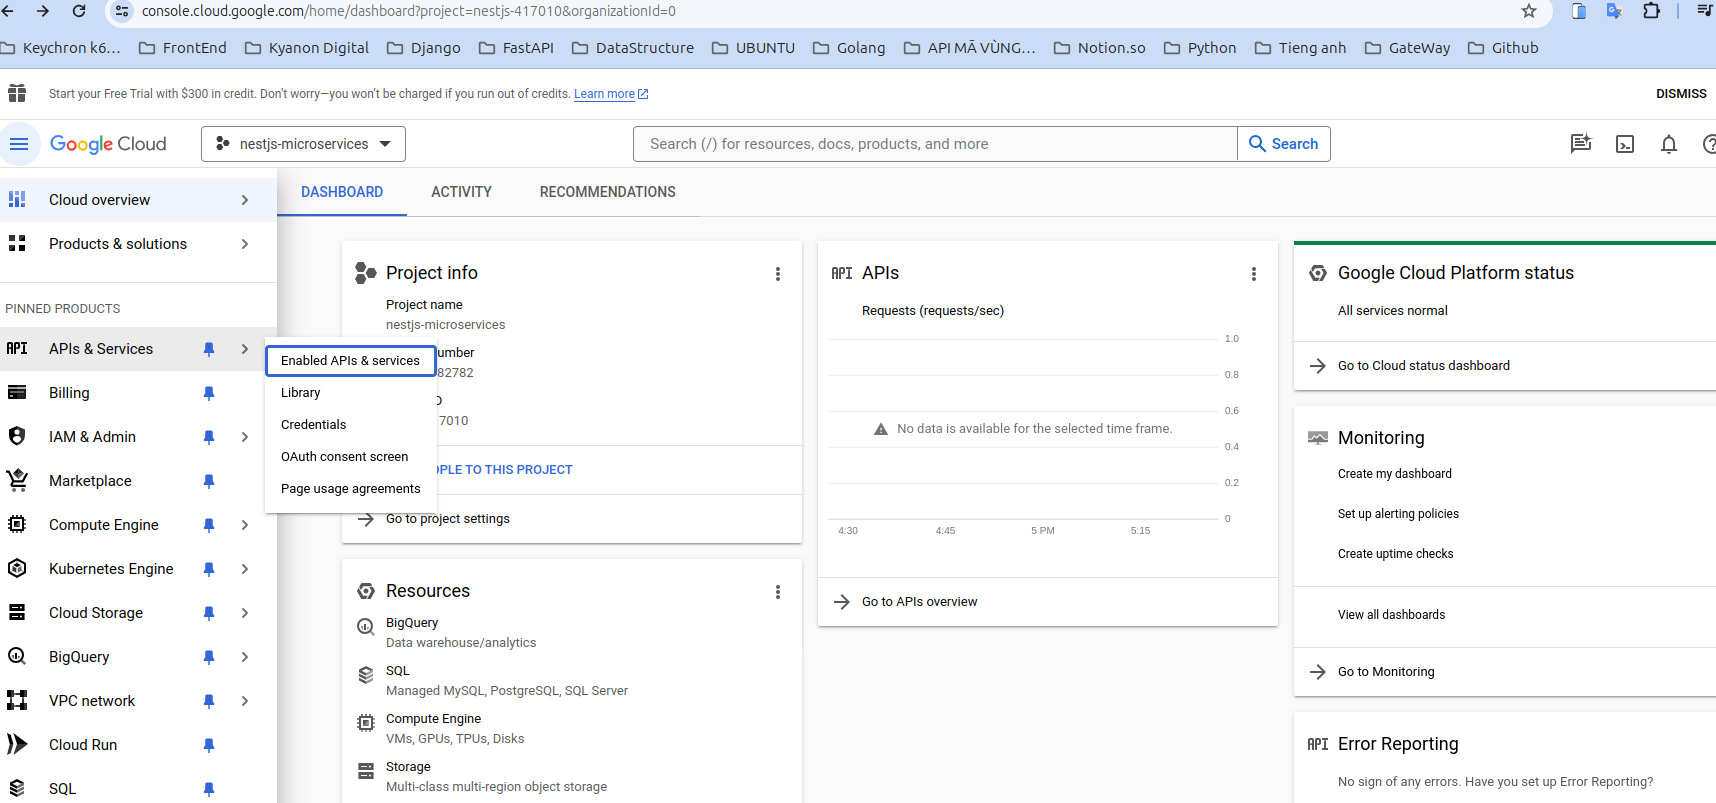 console.cloud.google.com/home/dashboard?project=nestjs-417010&organizationId=0
Keychron k6... FrontEnd Kyanon Digital Django FastAPI DataStructure UBUNTU Golang API MÃ VÙNG... Notion.so Python Tieng anh GateWay Github
Start your Free Trial with $300 in credit. Don’t worry—you won’t be charged if you run out of credits. Learn more
DISMISS
Google Cloud
nestjs-microservices
Search (/) for resources, docs, products, and more
Search
Cloud overview
Products & solutions
PINNED PRODUCTS
API APIs & Services
Billing
IAM & Admin
Marketplace
Compute Engine
Kubernetes Engine
Cloud Storage
BigQuery
VPC network
Cloud Run
SQL
Enabled APIs & services
Library
Credentials
OAuth consent screen
Page usage agreements
DASHBOARD ACTIVITY RECOMMENDATIONS
Project info
Project name
nestjs-microservices
umber
82782
D
7010
OPLE TO THIS PROJECT
Go to project settings
Resources
BigQuery
Data warehouse/analytics
SQL
Managed MySQL, PostgreSQL, SQL Server
Compute Engine
VMs, GPUs, TPUs, Disks
Storage
Multi-class multi-region object storage
API APIs
Requests (requests/sec)
1.0
0.8
0.6
No data is available for the selected time frame.
0.4
0.2
0
4:30 4:45 5 PM 5:15
Go to APIs overview
Google Cloud Platform status
All services normal
Go to Cloud status dashboard
Monitoring
Create my dashboard
Set up alerting policies
Create uptime checks
View all dashboards
Go to Monitoring
API Error Reporting
No sign of any errors. Have you set up Error Reporting?